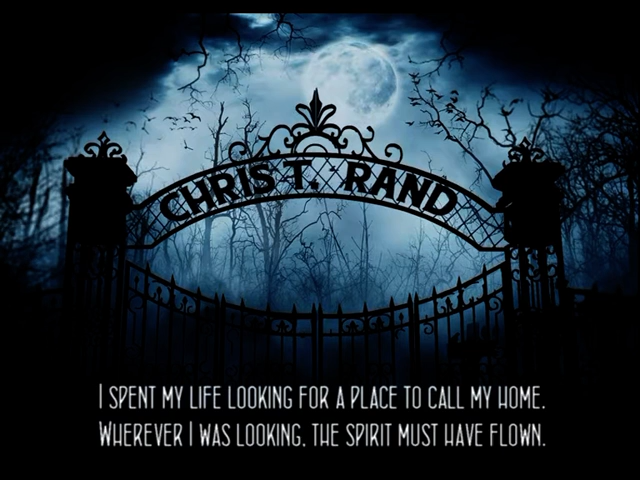 CHRIS T. RAND
I SPENT MY LIFE LOOKING FOR A PLACE TO CALL MY HOME.
WHEREVER I WAS LOOKING, THE SPIRIT MUST HAVE FLOWN.